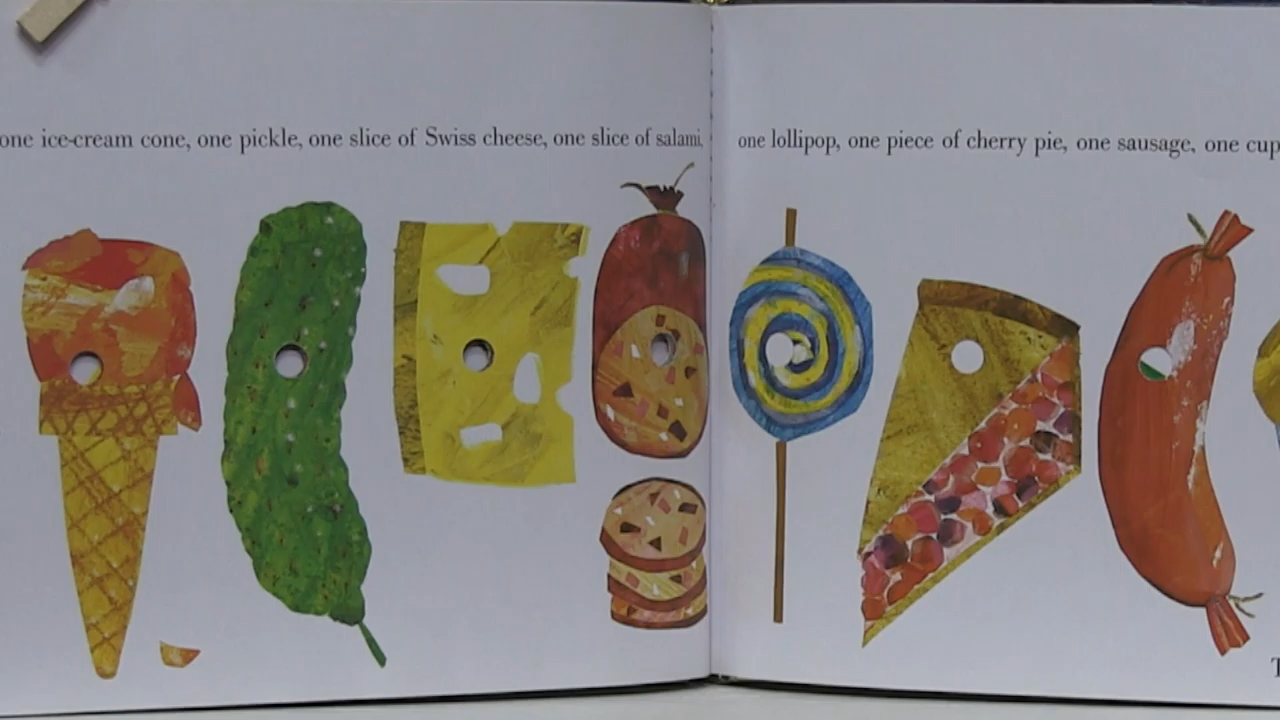 one ice-cream cone, one pickle, one slice of Swiss cheese, one slice of salami,
one lollipop, one piece of cherry pie, one sausage, one cup
T